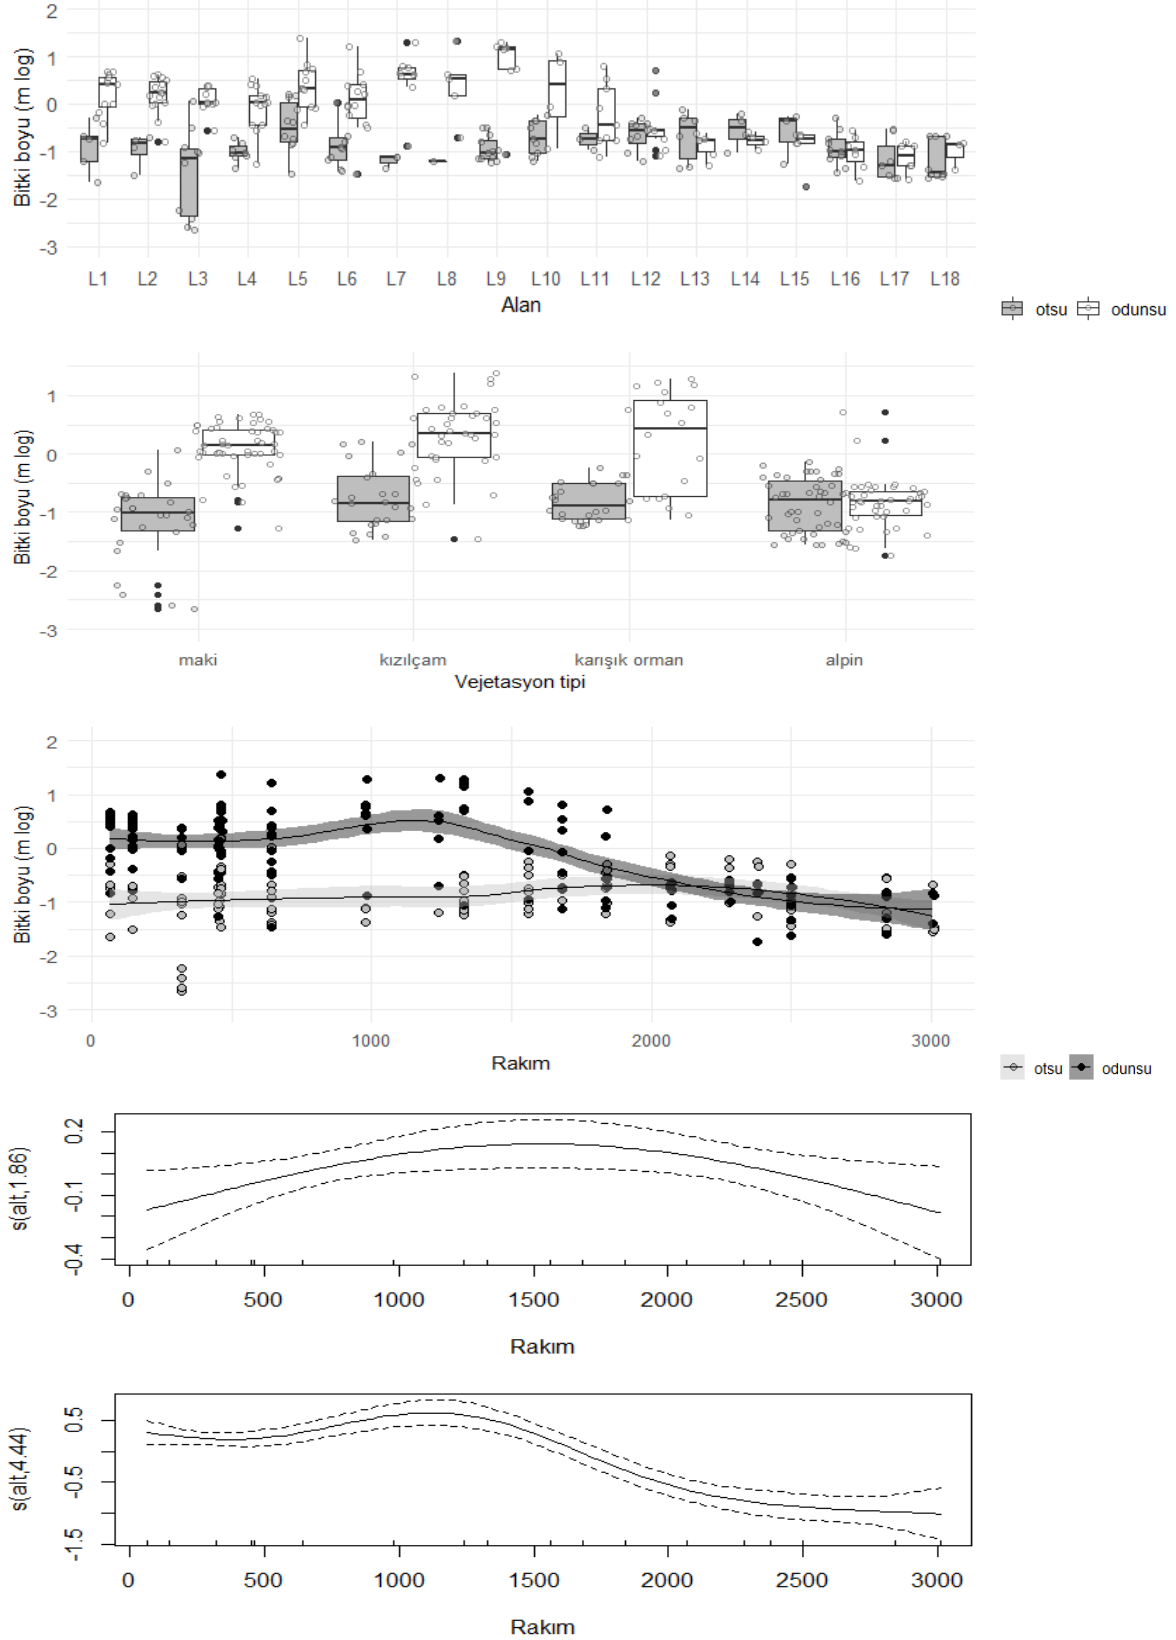 2
1
0
-1
-2
-3
Bitki boyu (m log)
L1 L2 L3 L4 L5 L6 L7 L8 L9 L10 L11 L12 L13 L14 L15 L16 L17 L18
Alan
otsu odunsu
1
0
-1
-2
-3
Bitki boyu (m log)
maki kızılçam karışık orman alpin
Vejetasyon tipi
2
1
0
-1
-2
-3
Bitki boyu (m log)
0 1000 2000 3000
Rakım
otsu odunsu
0.2
-0.1
-0.4
s(alt,1.86)
0 500 1000 1500 2000 2500 3000
Rakım
0.5
-0.5
-1.5
s(alt,4.44)
0 500 1000 1500 2000 2500 3000
Rakım